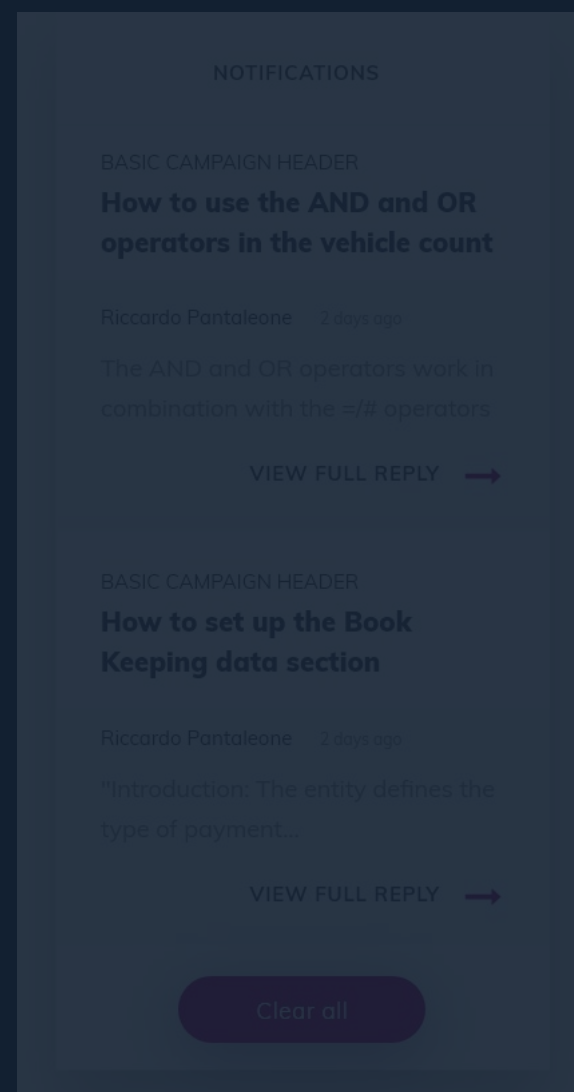 NOTIFICATIONS
BASIC CAMPAIGN HEADER
How to use the AND and OR
operators in the vehicle count
Riccardo Pantaleone 2 days ago
The AND and OR operators work in
combination with the =/# operators
VIEW FULL REPLY
BASIC CAMPAIGN HEADER
How to set up the Book
Keeping data section
Riccardo Pantaleone 2 days ago
"Introduction: The entity defines the
type of payment...
VIEW FULL REPLY
Clear all